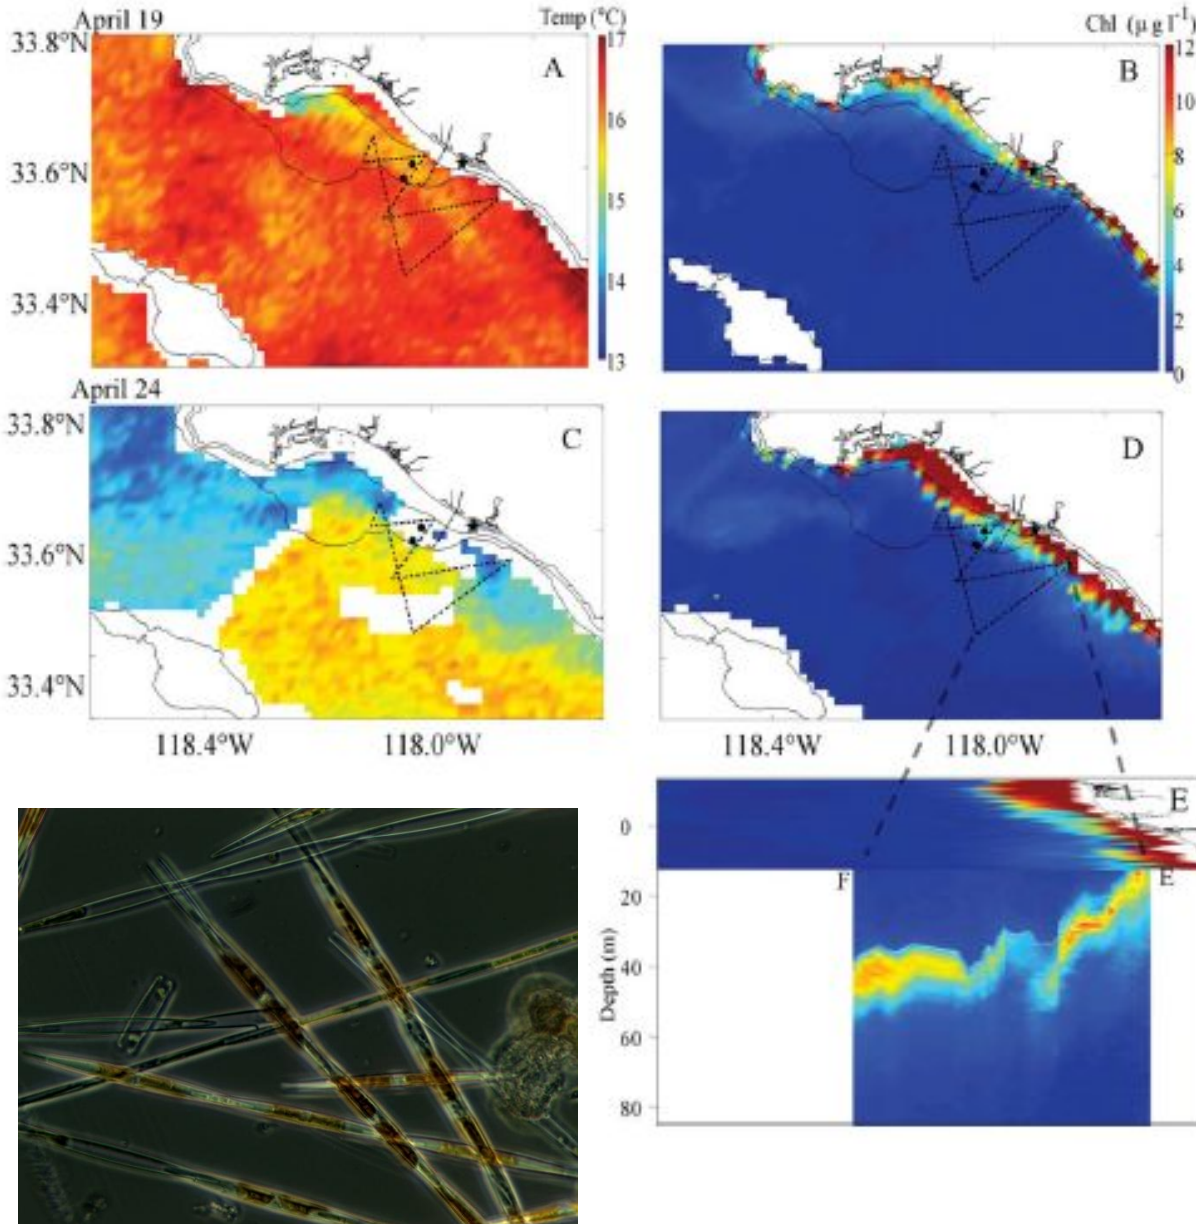 April 19
Temp (°C)
33.8°N
33.6°N
33.4°N
A
17
16
15
14
13
Chl (μ g l⁻¹)
B
12
10
8
6
4
2
0
April 24
33.8°N
33.6°N
33.4°N
C
118.4°W
118.0°W
D
118.4°W
118.0°W
E
F
E
Depth (m)
0
20
40
60
80